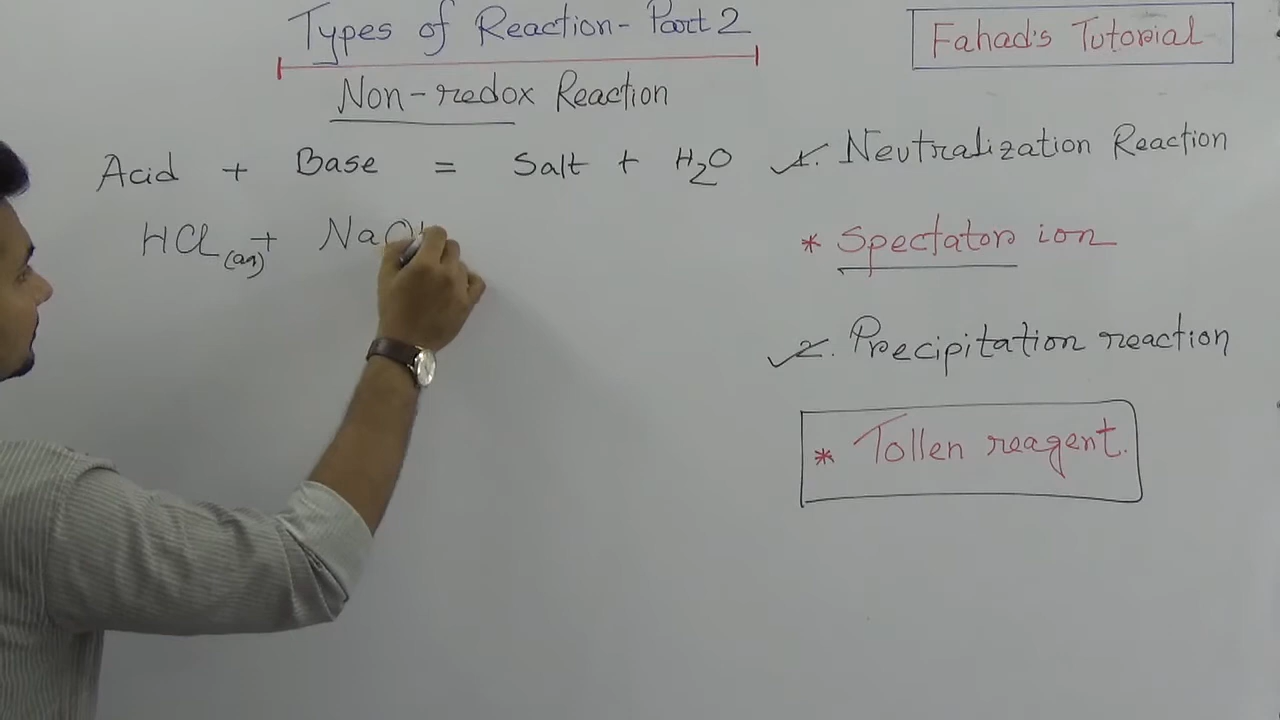 Types of Reaction - Part 2
Fahad's Tutorial
Non-redox Reaction
Acid + Base = Salt + H₂O
1. Neutralization Reaction
HCl(aq) + NaOH
* Spectator ion
2. Precipitation reaction
* Tollen reagent.